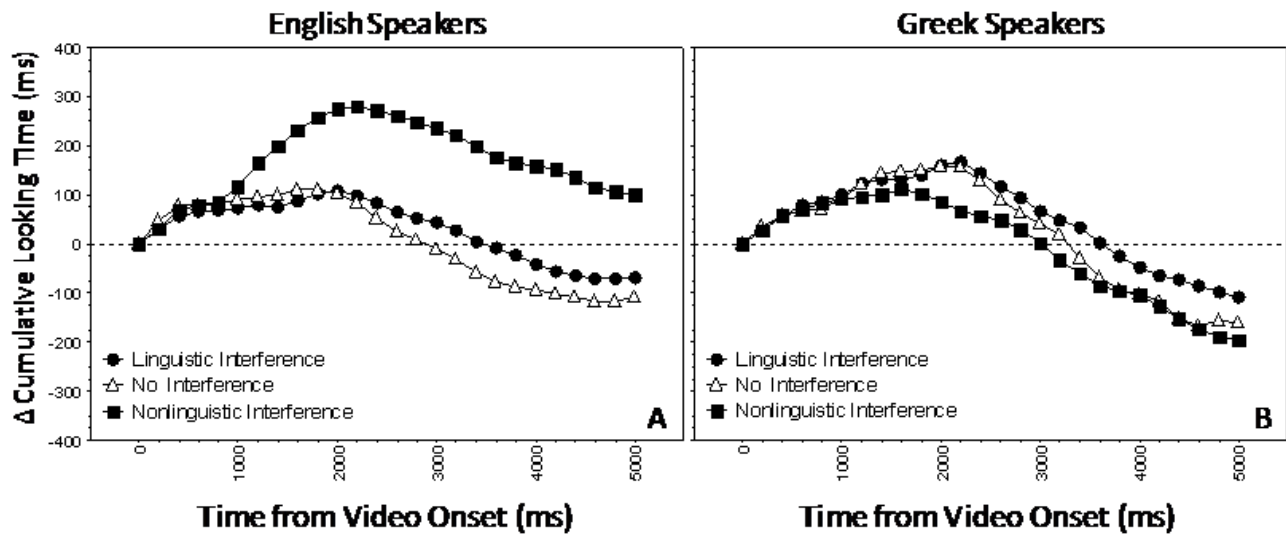 English Speakers
Greek Speakers
Δ Cumulative Looking Time (ms)
400
300
200
100
0
-100
-200
-300
-400
Linguistic Interference
No Interference
Nonlinguistic Interference
A
Linguistic Interference
No Interference
Nonlinguistic Interference
B
0
1000
2000
3000
4000
5000
0
1000
2000
3000
4000
5000
Time from Video Onset (ms)
Time from Video Onset (ms)